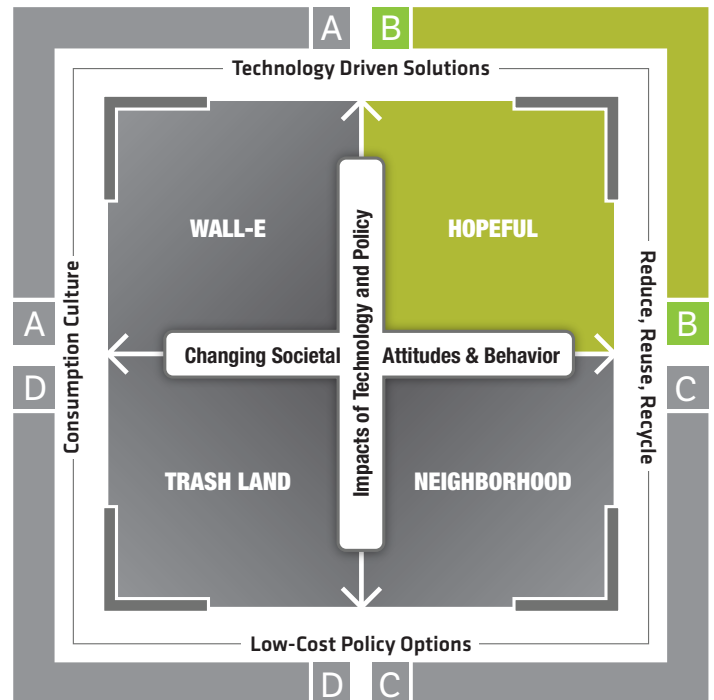 A B
Technology Driven Solutions
WALL-E
HOPEFUL
Impacts of Technology and Policy
Consumption Culture
Reduce, Reuse, Recycle
A
B
Changing Societal Attitudes & Behavior
D
C
TRASH LAND
NEIGHBORHOOD
Low-Cost Policy Options
D C